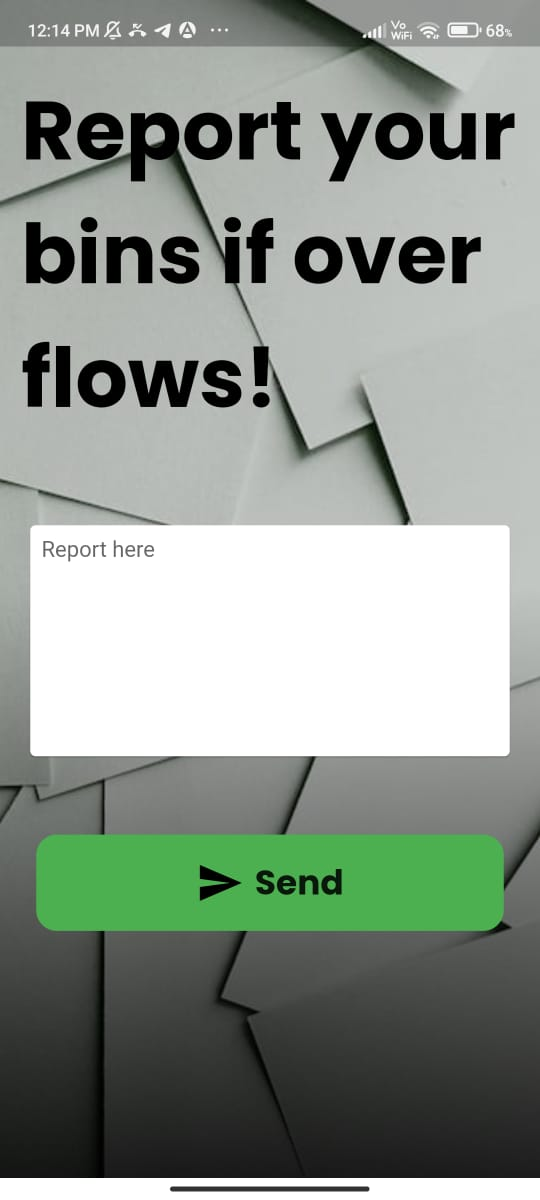 12:14 PM ... Vo WiFi 68%
Report your
bins if over
flows!
Report here
Send